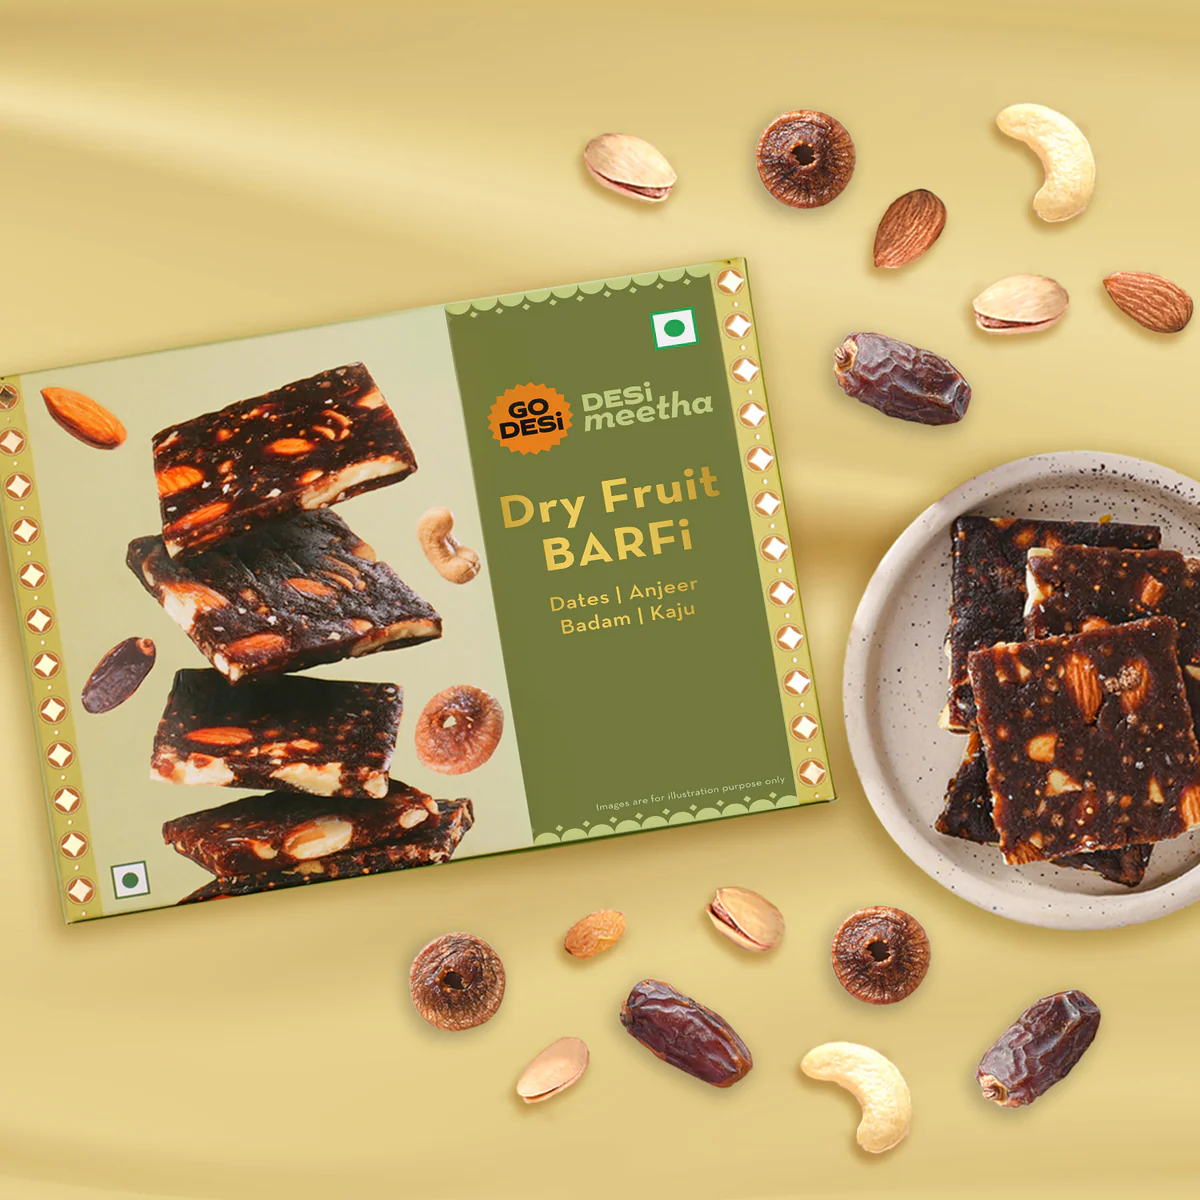 GO
DESi
DESi
meetha
Dry Fruit
BARFi
Dates | Anjeer
Badam | Kaju
Images are for illustration purpose only